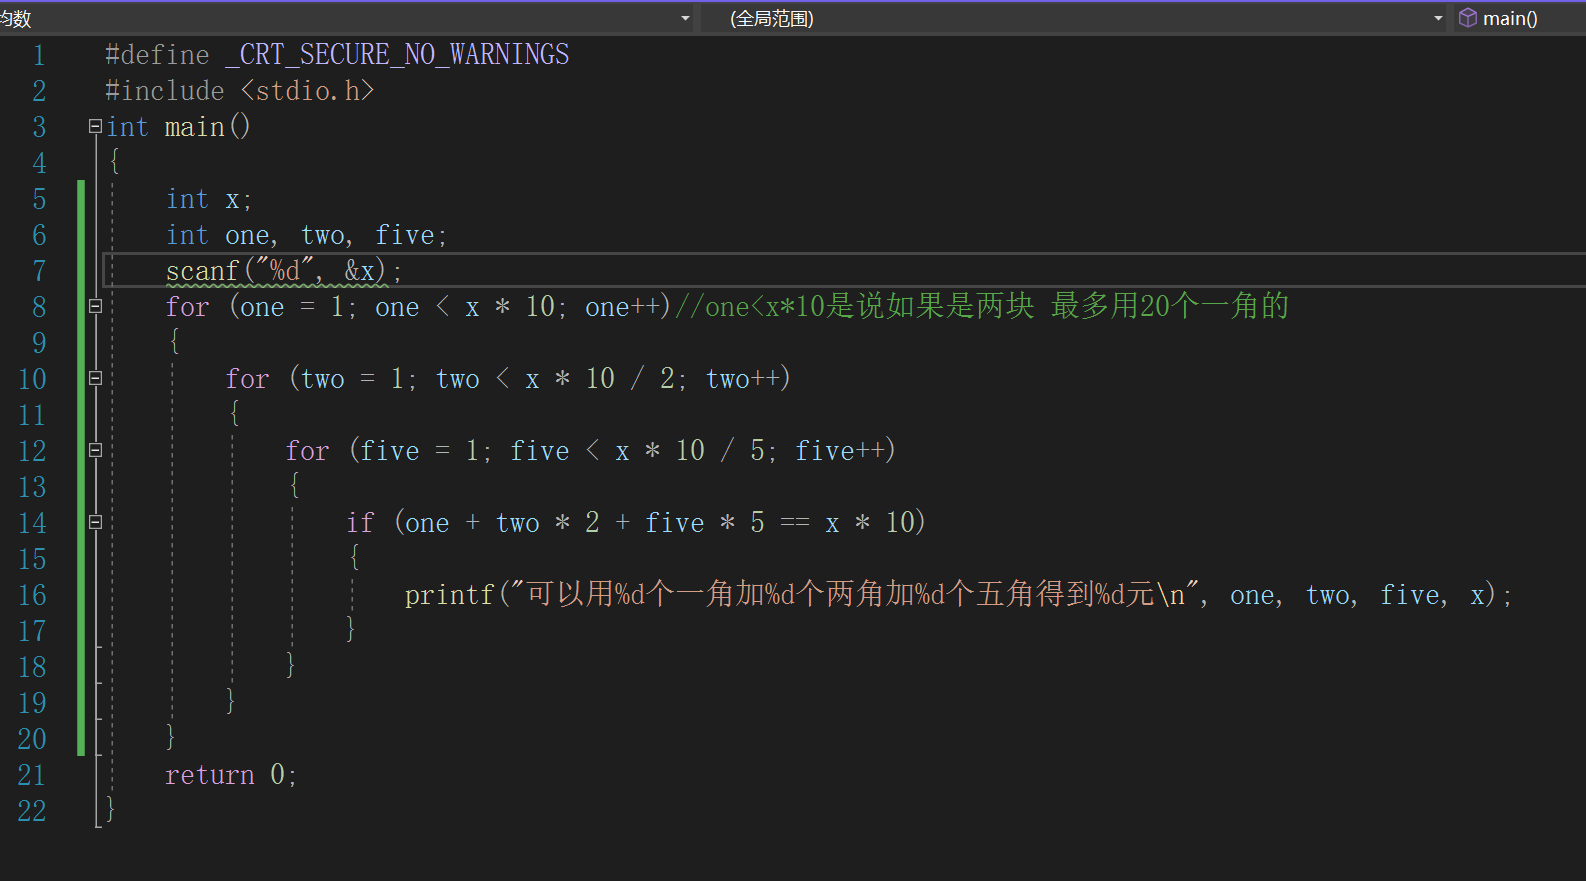 均数 (全局范围) main()
1 #define _CRT_SECURE_NO_WARNINGS
2 #include <stdio.h>
3 int main()
4 {
5 int x;
6 int one, two, five;
7 scanf("%d", &x);
8 for (one = 1; one < x * 10; one++)//one<x*10是说如果是两块 最多用20个一角的
9 {
10 for (two = 1; two < x * 10 / 2; two++)
11 {
12 for (five = 1; five < x * 10 / 5; five++)
13 {
14 if (one + two * 2 + five * 5 == x * 10)
15 {
16 printf("可以用%d个一角加%d个两角加%d个五角得到%d元\n", one, two, five, x);
17 }
18 }
19 }
20 }
21 return 0;
22 }